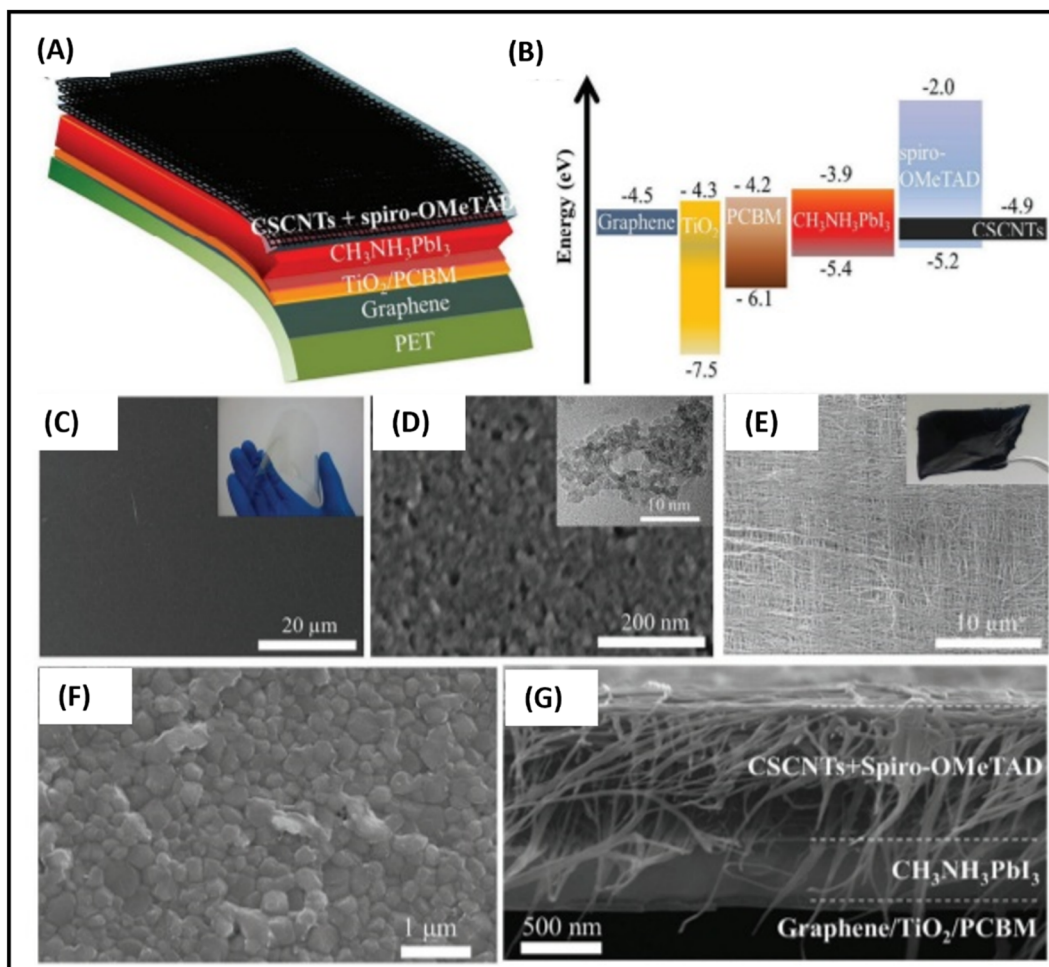 (A)
CSCNTs + spiro-OMeTAD
CH₃NH₃PbI₃
TiO₂/PCBM
Graphene
PET
(B)
Energy (eV)
-2.0
-3.9
- 4.2
- 4.3
-4.5
spiro-
OMeTAD
-4.9
Graphene
TiO₂
PCBM
CH₃NH₃PbI₃
CSCNTs
-5.2
-5.4
- 6.1
-7.5
(C)
20 µm
(D)
10 nm
200 nm
(E)
10 µm
(F)
1 µm
(G)
CSCNTs+Spiro-OMeTAD
CH₃NH₃PbI₃
Graphene/TiO₂/PCBM
500 nm